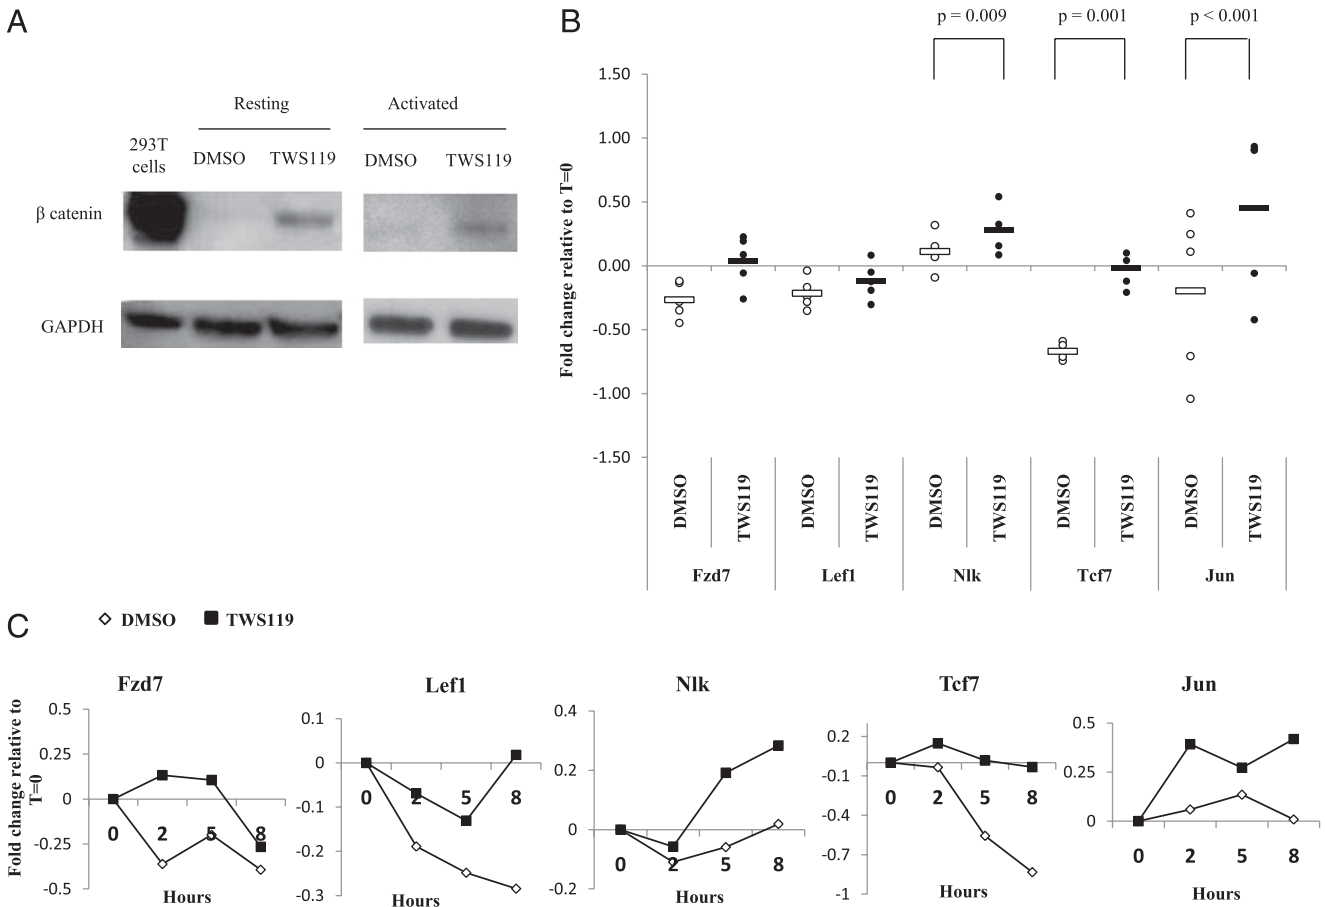 A
Resting
Activated
293T
cells
DMSO
TWS119
DMSO
TWS119
β catenin
GAPDH
B
p = 0.009
p = 0.001
p < 0.001
Fold change relative to T=0
1.50
1.00
0.50
0.00
-0.50
-1.00
-1.50
DMSO
TWS119
DMSO
TWS119
DMSO
TWS119
DMSO
TWS119
DMSO
TWS119
Fzd7
Lef1
Nlk
Tcf7
Jun
C
DMSO
TWS119
Fold change relative to
T=0
Fzd7
0.5
0.25
0
-0.25
-0.5
0 2 5 8
Hours
Lef1
0.1
0
-0.1
-0.2
-0.3
0 2 5 8
Hours
Nlk
0.4
0.2
0
-0.2
0 2 5 8
Hours
Tcf7
0.2
-0.1
-0.4
-0.7
-1
0 2 5 8
Hours
Jun
0.5
0.25
0
0 2 5 8
Hours